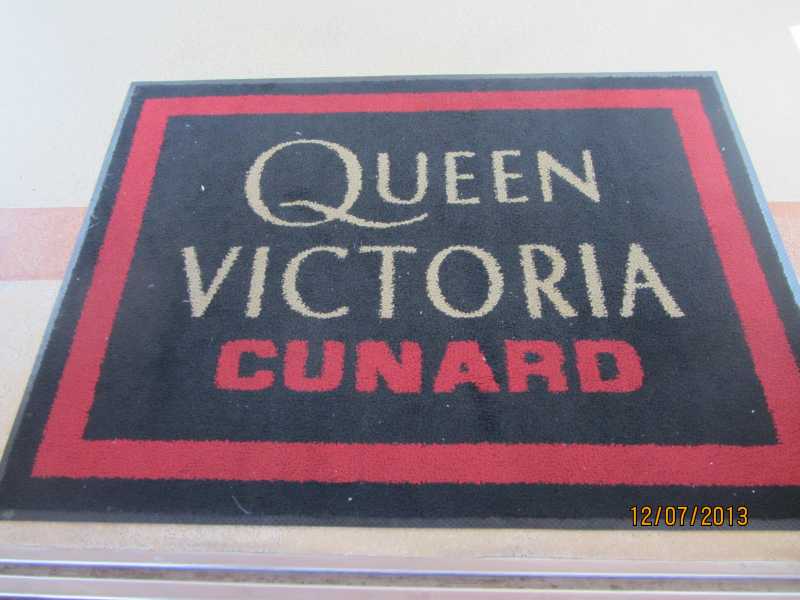 QUEEN
VICTORIA
CUNARD
12/07/2013